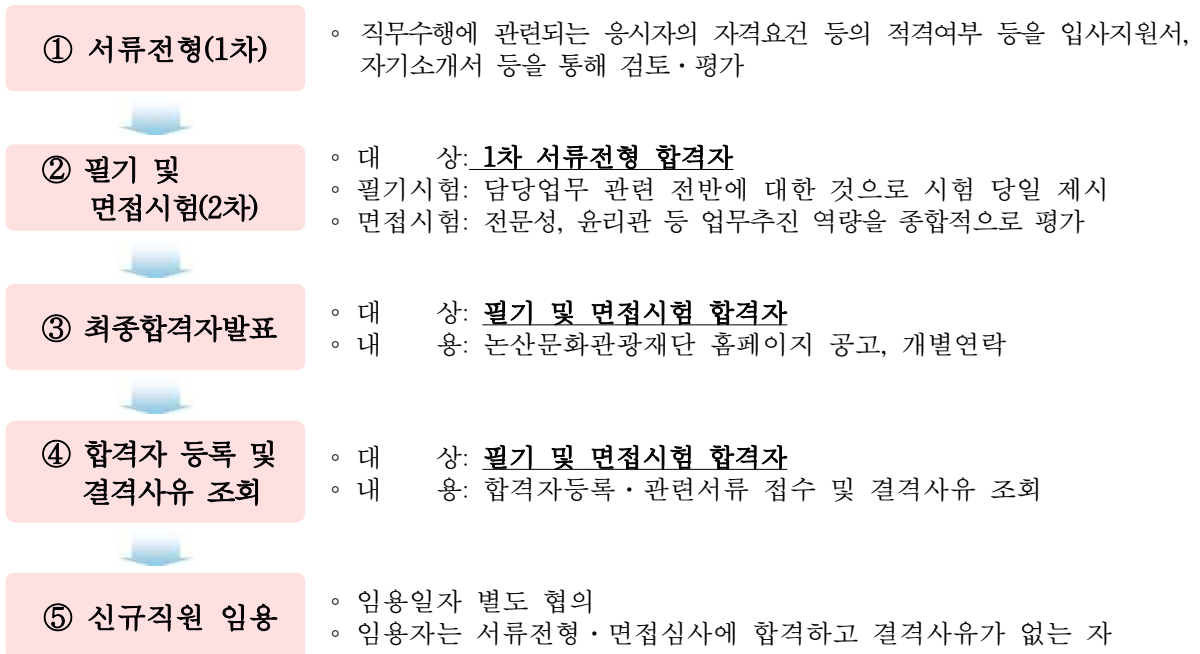 ① 서류전형(1차)
◦ 직무수행에 관련되는 응시자의 자격요건 등의 적격여부 등을 입사지원서,
자기소개서 등을 통해 검토・평가
② 필기 및
면접시험(2차)
◦ 대 상: 1차 서류전형 합격자
◦ 필기시험: 담당업무 관련 전반에 대한 것으로 시험 당일 제시
◦ 면접시험: 전문성, 윤리관 등 업무추진 역량을 종합적으로 평가
③ 최종합격자발표
◦ 대 상: 필기 및 면접시험 합격자
◦ 내 용: 논산문화관광재단 홈페이지 공고, 개별연락
④ 합격자 등록 및
결격사유 조회
◦ 대 상: 필기 및 면접시험 합격자
◦ 내 용: 합격자등록・관련서류 접수 및 결격사유 조회
⑤ 신규직원 임용
◦ 임용일자 별도 협의
◦ 임용자는 서류전형・면접심사에 합격하고 결격사유가 없는 자